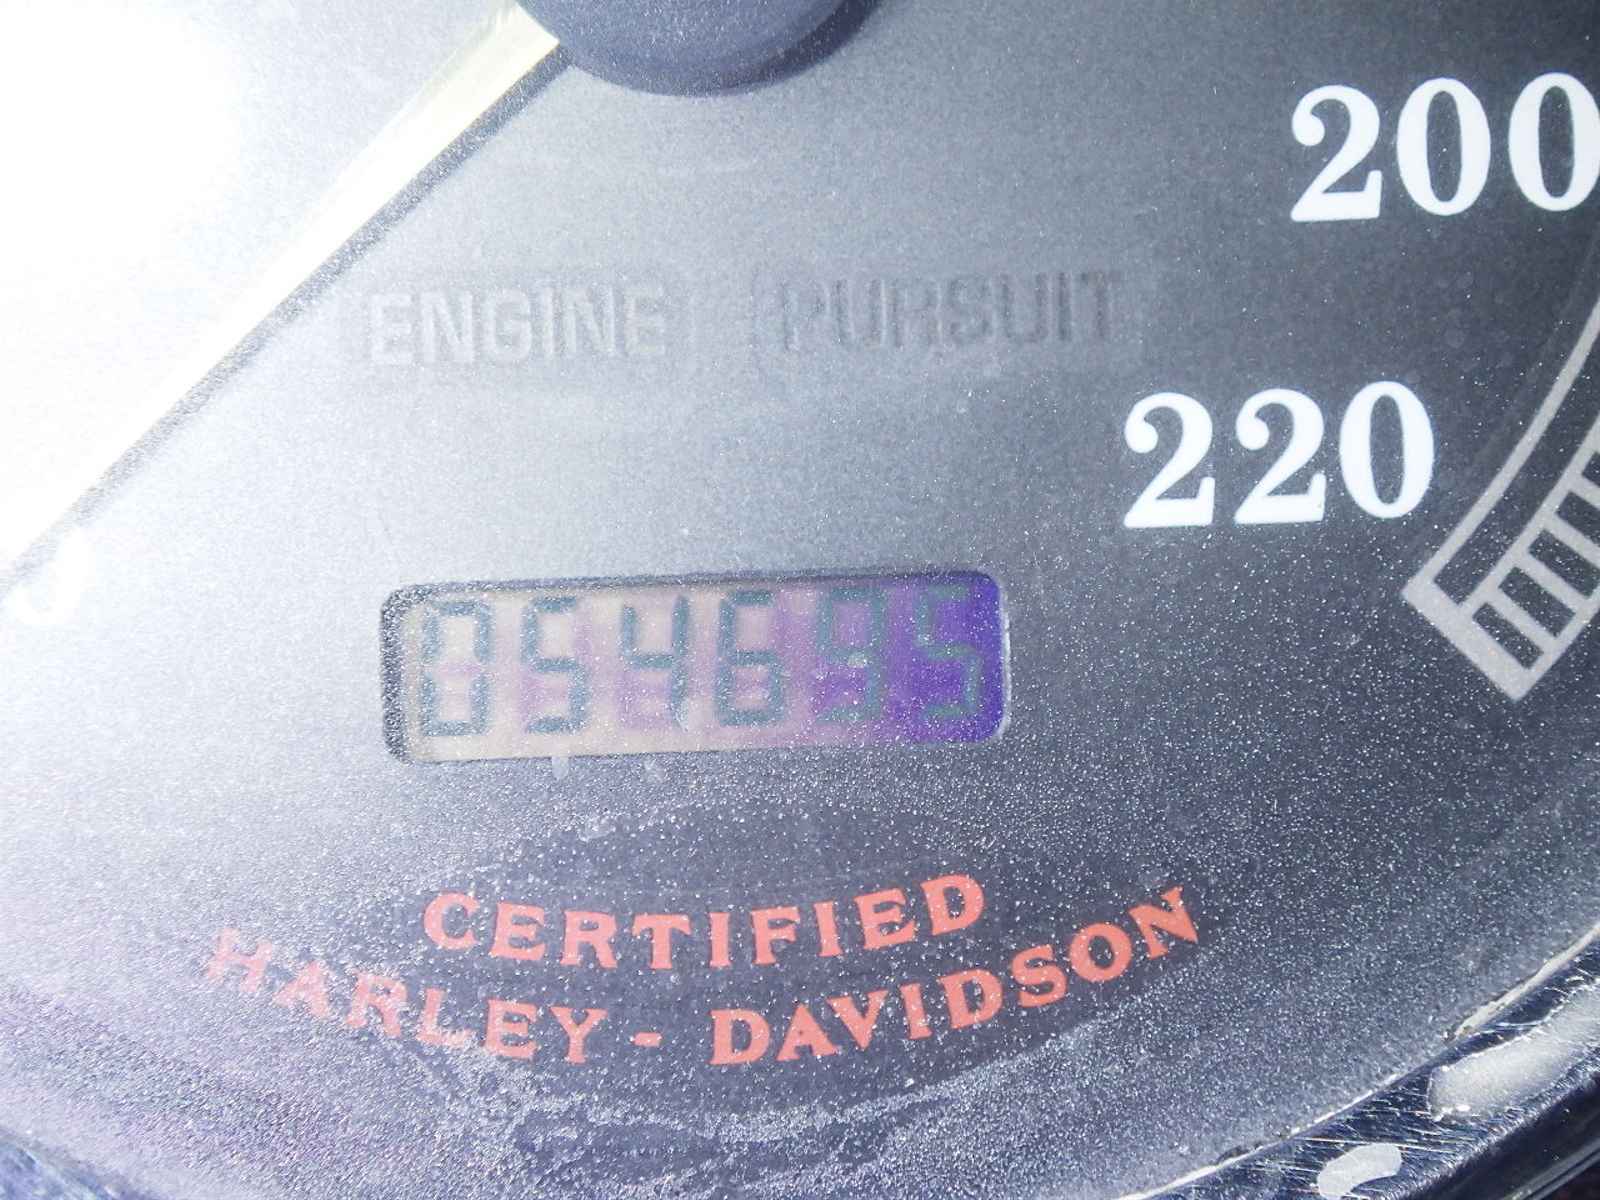 200
ENGINE PURSUIT
220
054695
CERTIFIED
HARLEY - DAVIDSON